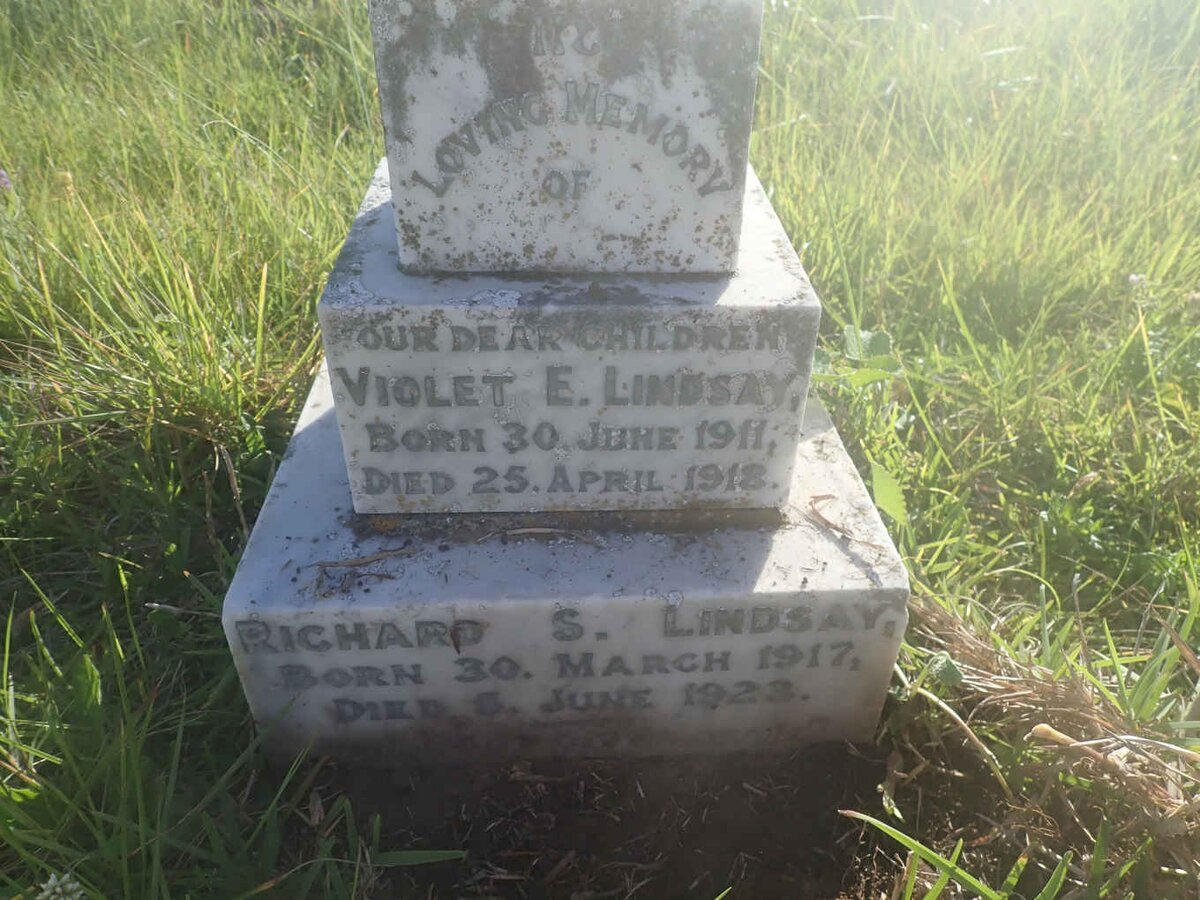 IN
LOVING MEMORY
OF
OUR DEAR CHILDREN
VIOLET E. LINDSAY,
BORN 30. JUNE 1911,
DIED 25. APRIL 1918.
RICHARD S. LINDSAY,
BORN 30. MARCH 1917,
DIED 6. JUNE 1923.